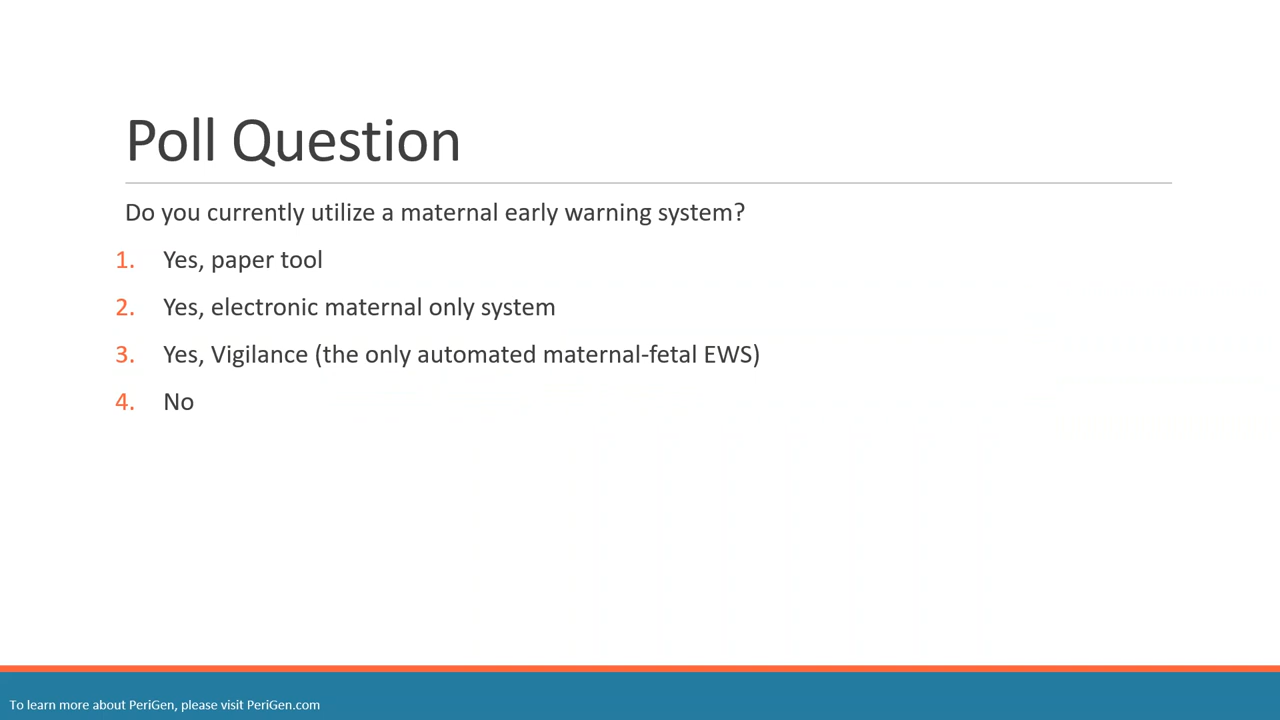 Poll Question
Do you currently utilize a maternal early warning system?
1. Yes, paper tool
2. Yes, electronic maternal only system
3. Yes, Vigilance (the only automated maternal-fetal EWS)
4. No
To learn more about PeriGen, please visit PeriGen.com